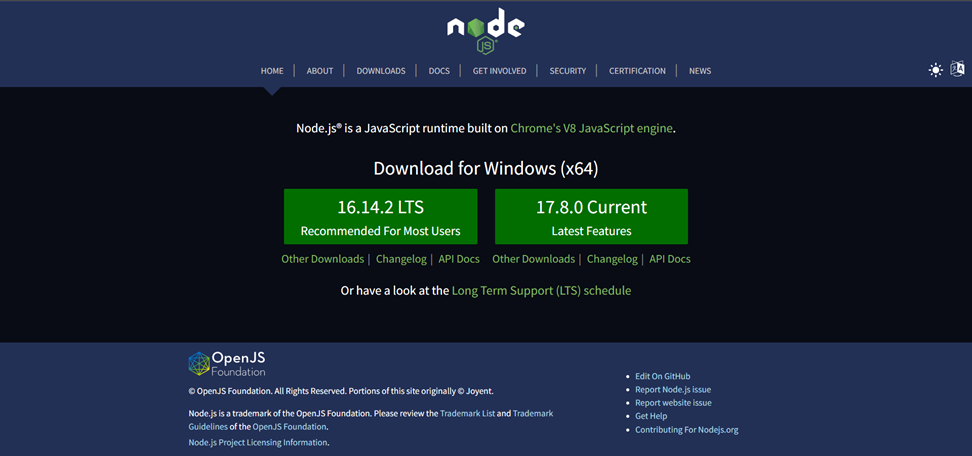 node
JS
HOME | ABOUT | DOWNLOADS | DOCS | GET INVOLVED | SECURITY | CERTIFICATION | NEWS
Node.js® is a JavaScript runtime built on Chrome's V8 JavaScript engine.
Download for Windows (x64)
16.14.2 LTS
Recommended For Most Users
17.8.0 Current
Latest Features
Other Downloads | Changelog | API Docs
Other Downloads | Changelog | API Docs
Or have a look at the Long Term Support (LTS) schedule
OpenJS
Foundation
© OpenJS Foundation. All Rights Reserved. Portions of this site originally © Joyent.
Node.js is a trademark of the OpenJS Foundation. Please review the Trademark List and Trademark
Guidelines of the OpenJS Foundation.
Node.js Project Licensing Information.
Edit On GitHub
Report Node.js issue
Report website issue
Get Help
Contributing For Nodejs.org